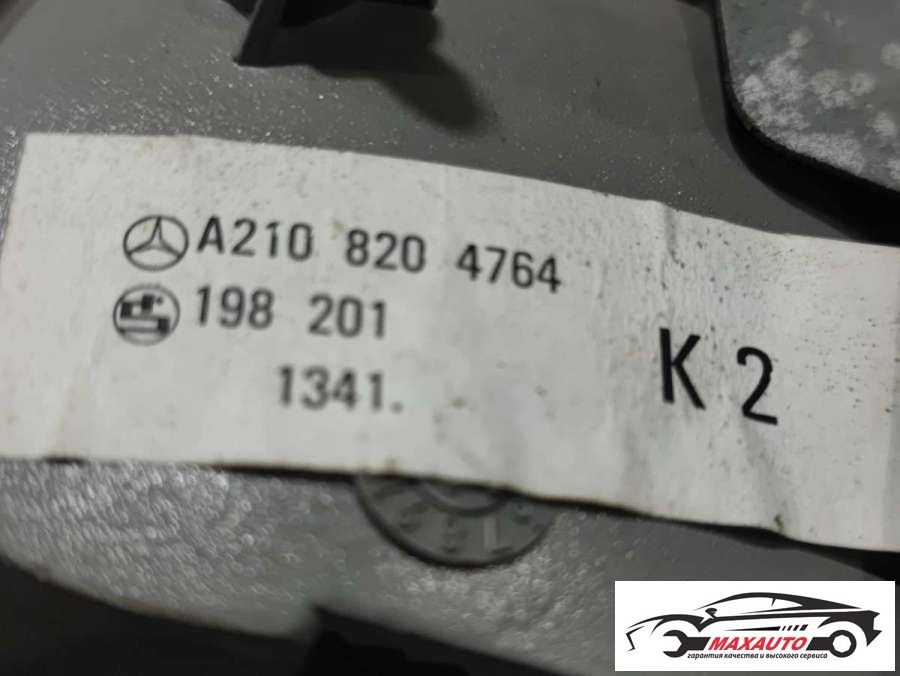 A210 820 4764
198 201
1341.
K 2
MAXAUTO
гарантия качества и высокого сервиса